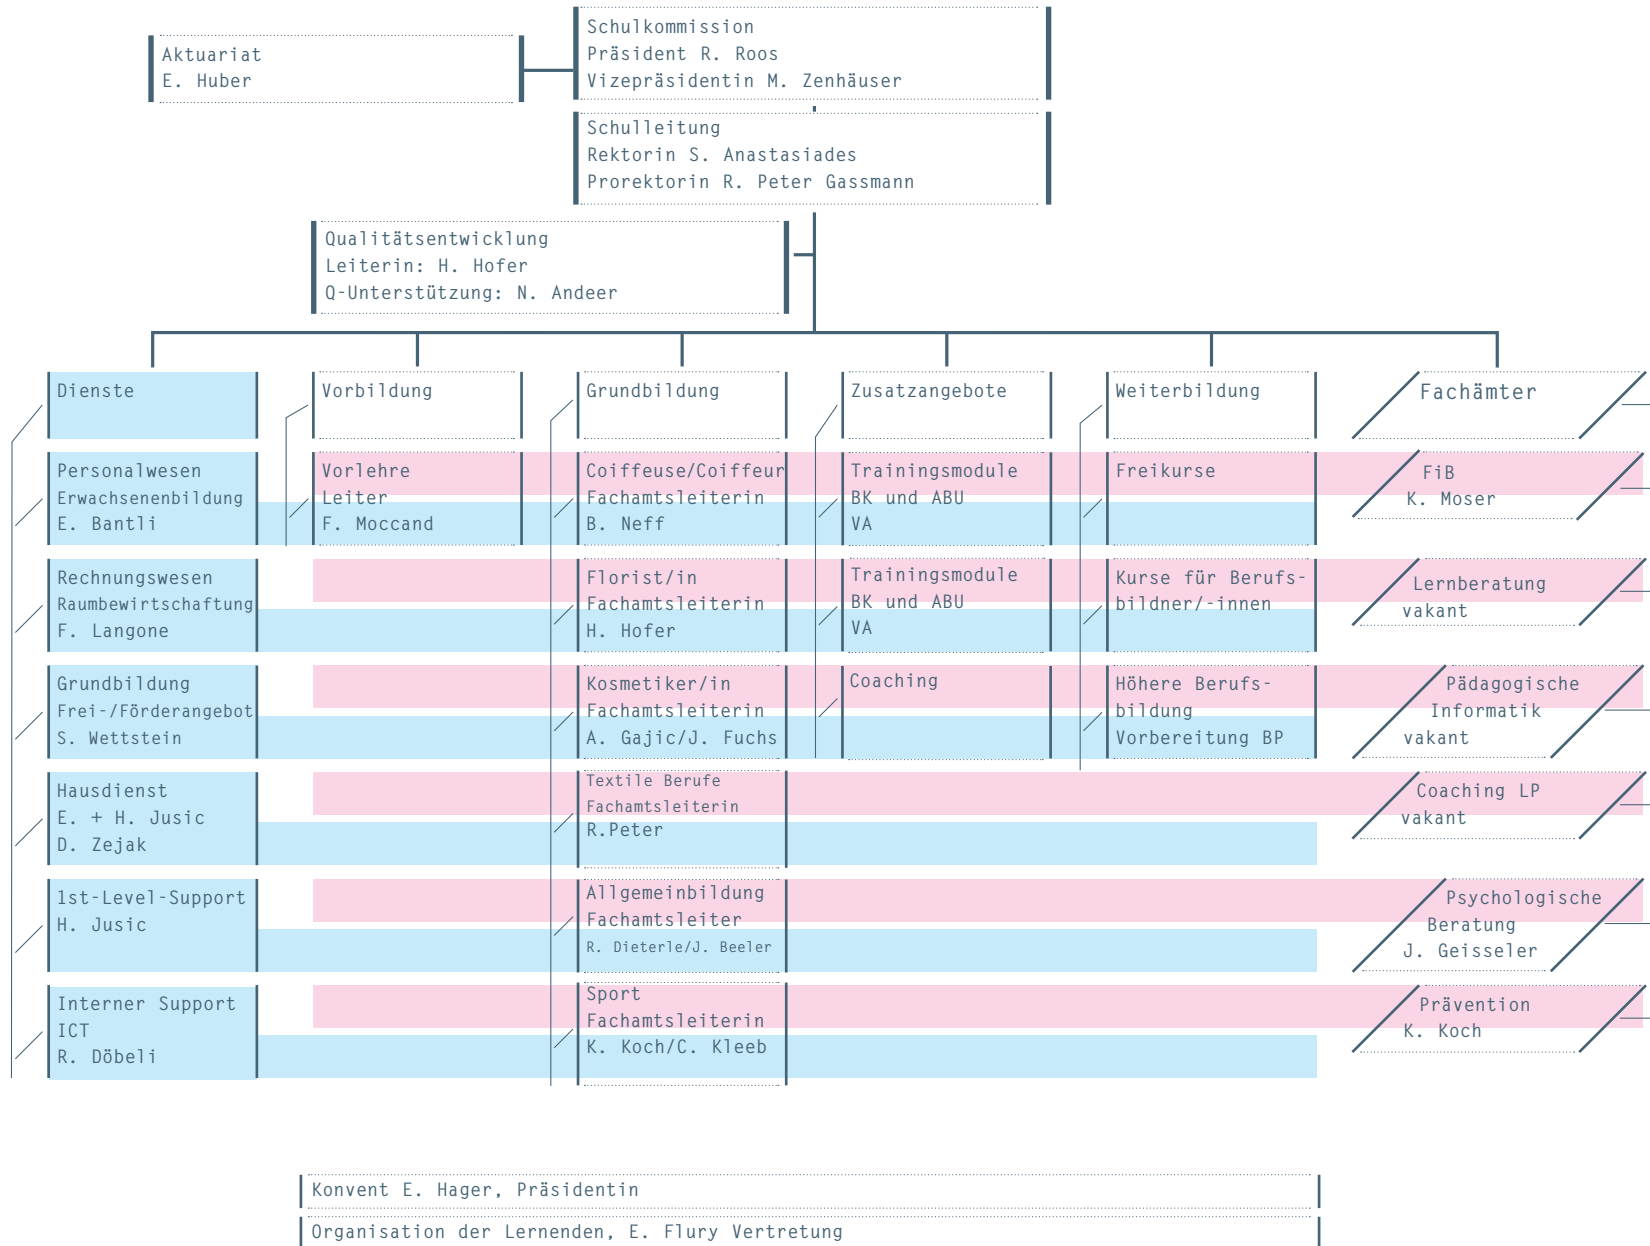 Aktuariat
E. Huber
Schulkommission
Präsident R. Roos
Vizepräsidentin M. Zenhäuser
Schulleitung
Rektorin S. Anastasiades
Prorektorin R. Peter Gassmann
Qualitätsentwicklung
Leiterin: H. Hofer
Q-Unterstützung: N. Andeer
Dienste
Vorbildung
Grundbildung
Zusatzangebote
Weiterbildung
Fachämter
Personalwesen
Erwachsenenbildung
E. Bantli
Vorlehre
Leiter
F. Moccand
Coiffeuse/Coiffeur
Fachamtsleiterin
B. Neff
Trainingsmodule
BK und ABU
VA
Freikurse
FiB
K. Moser
Rechnungswesen
Raumbewirtschaftung
F. Langone
Florist/in
Fachamtsleiterin
H. Hofer
Trainingsmodule
BK und ABU
VA
Kurse für Berufs-
bildner/-innen
Lernberatung
vakant
Grundbildung
Frei-/Förderangebot
S. Wettstein
Kosmetiker/in
Fachamtsleiterin
A. Gajic/J. Fuchs
Coaching
Höhere Berufs-
bildung
Vorbereitung BP
Pädagogische
Informatik
vakant
Hausdienst
E. + H. Jusic
D. Zejak
Textile Berufe
Fachamtsleiterin
R.Peter
Coaching LP
vakant
1st-Level-Support
H. Jusic
Allgemeinbildung
Fachamtsleiter
R. Dieterle/J. Beeler
Psychologische
Beratung
J. Geisseler
Interner Support
ICT
R. Döbeli
Sport
Fachamtsleiterin
K. Koch/C. Kleeb
Prävention
K. Koch
Konvent E. Hager, Präsidentin
Organisation der Lernenden, E. Flury Vertretung